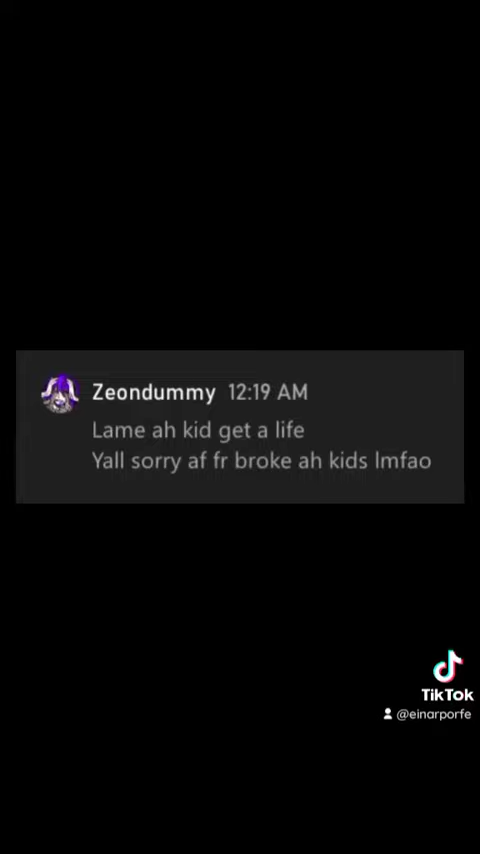 Zeondummy 12:19 AM
Lame ah kid get a life
Yall sorry af fr broke ah kids lmfao
TikTok
@einarporfe